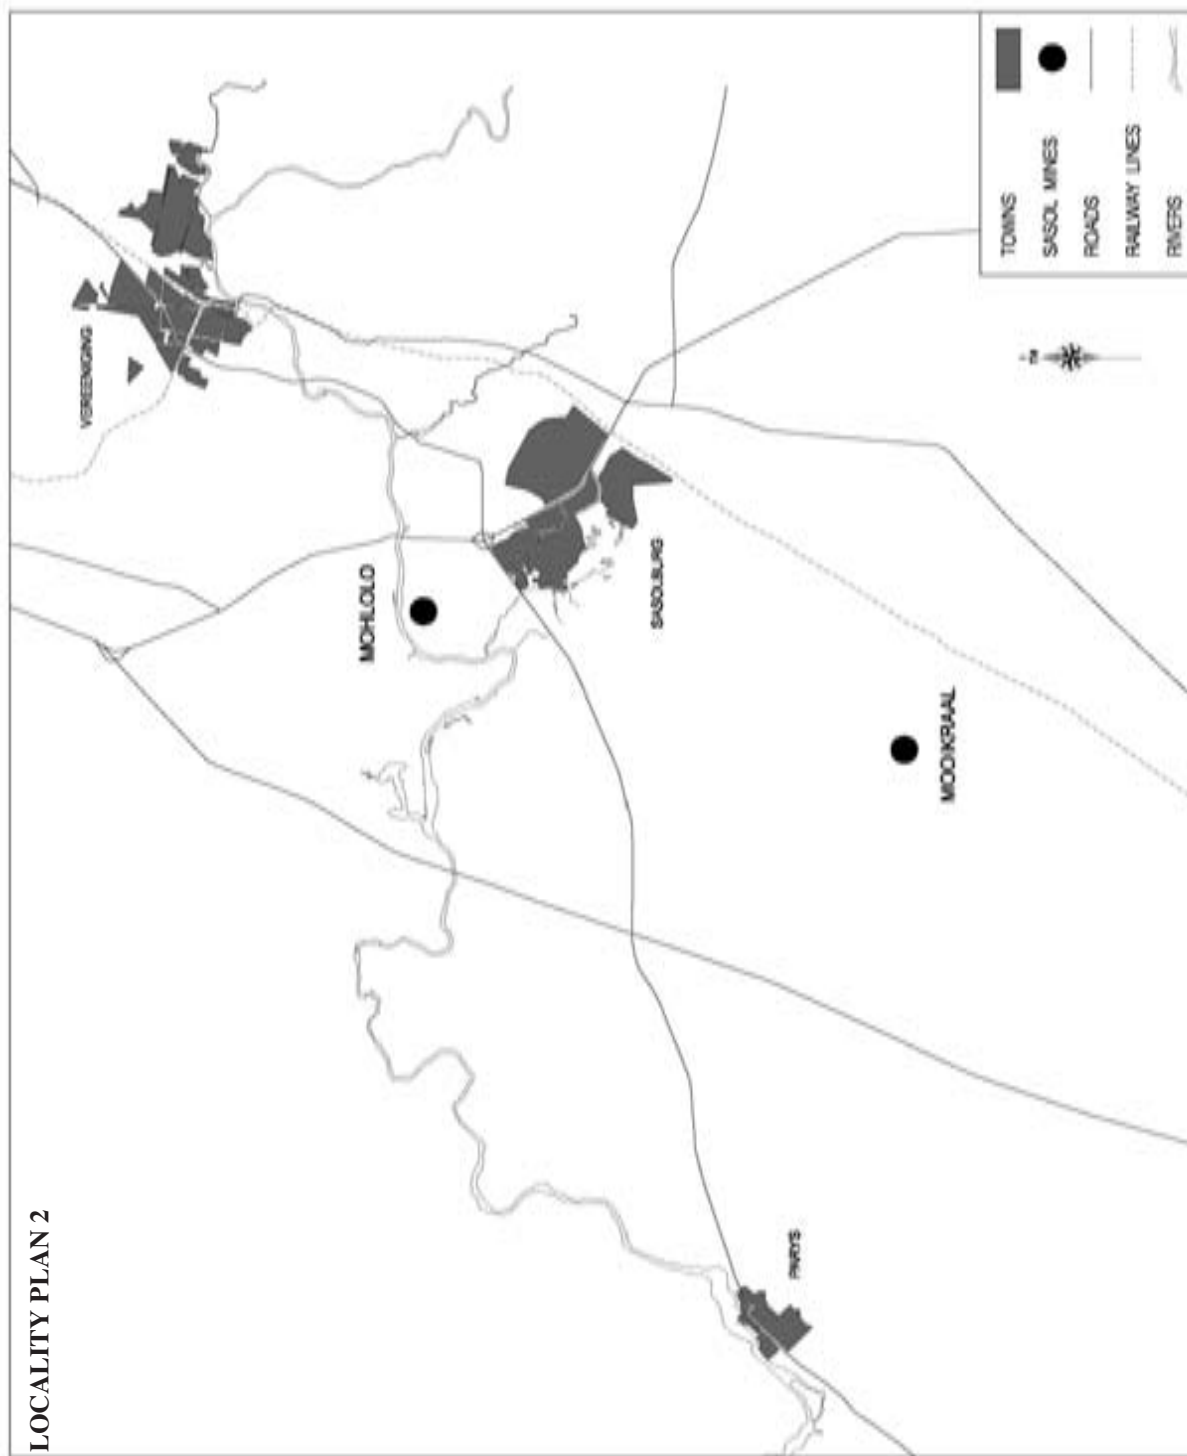 LOCALITY PLAN 2
VEREENIGING
MOHLOLO
SASOLBURG
MOOIKRAAL
PARYS
TOWNS
SASOL MINES
ROADS
RAILWAY LINES
RIVERS